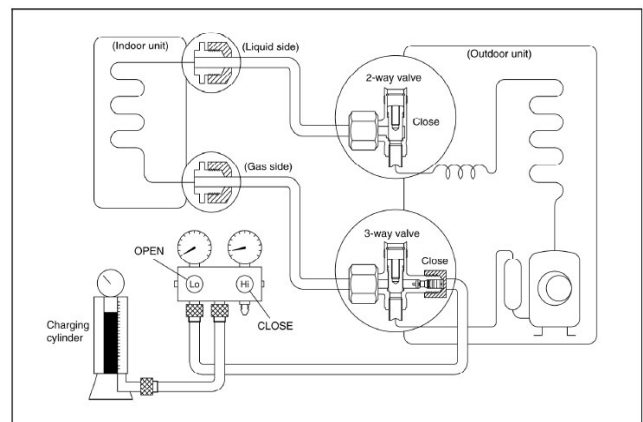 (Indoor unit)
(Liquid side)
(Outdoor unit)
2-way valve
Close
(Gas side)
3-way valve
Close
OPEN
Lo
Hi
CLOSE
Charging
cylinder